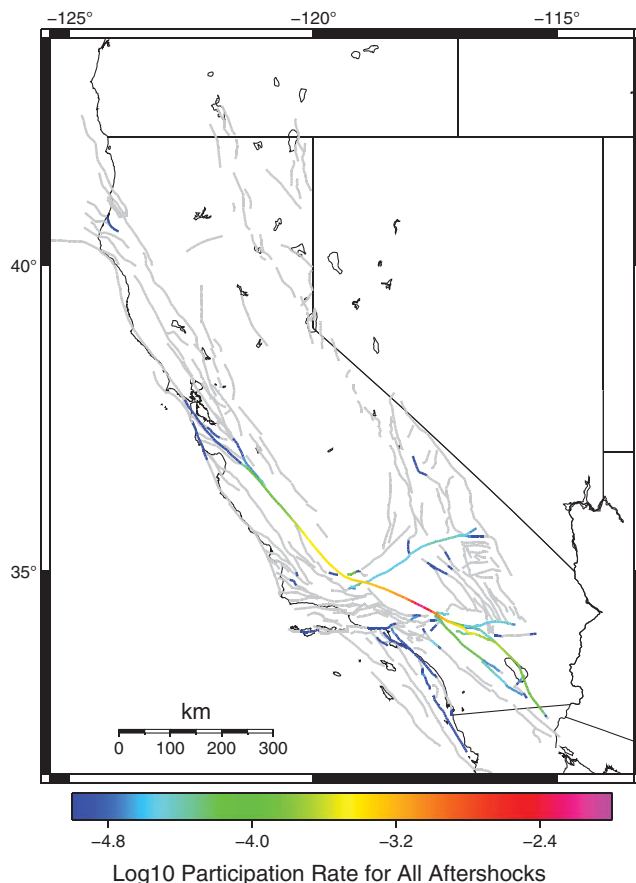 −125° −120° −115°
40°
35°
km
0 100 200 300
−4.8 −4.0 −3.2 −2.4
Log10 Participation Rate for All Aftershocks